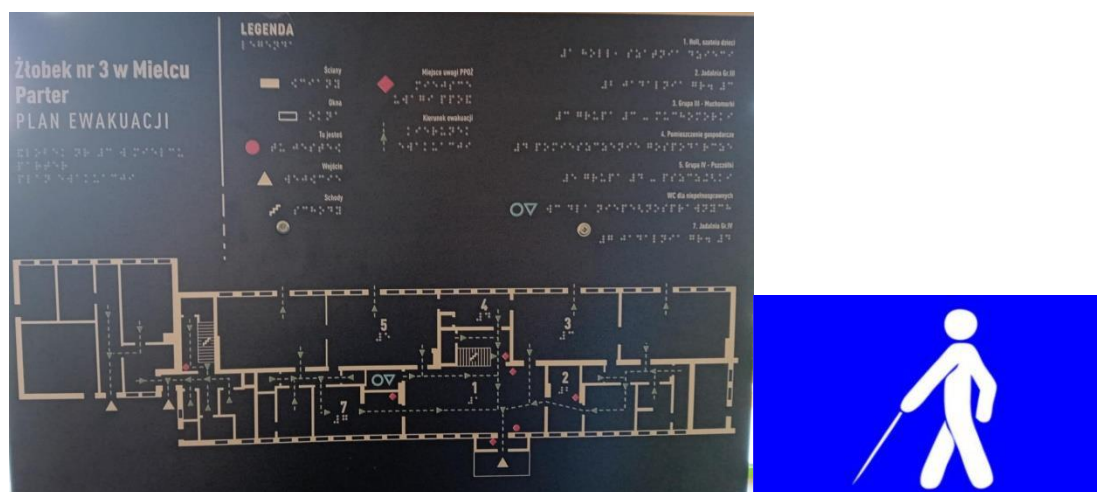 Żłobek nr 3 w Mielcu
Parter
PLAN EWAKUACJI
LEGENDA
Ściany
Okna
Tu jesteś
Wejście
Schody
Miejsce uwagi PPOŻ
Kierunek ewakuacji
1. Holl, szatnia dzieci
2. Jadalnia Gr.III
3. Grupa III - Muchomorki
4. Pomieszczenie gospodarcze
5. Grupa IV - Pszczółki
WC dla niepełnosprawnych
7. Jadalnia Gr.IV
4
5
3
2
1
7